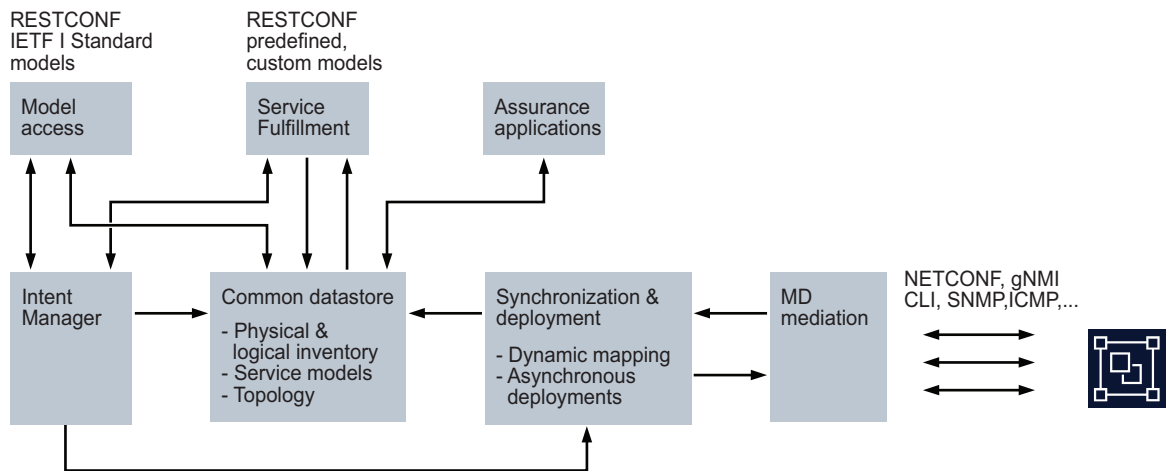 RESTCONF
IETF I Standard
models
RESTCONF
predefined,
custom models
Model
access
Service
Fulfillment
Assurance
applications
Intent
Manager
Common datastore
- Physical &
logical inventory
- Service models
- Topology
Synchronization &
deployment
- Dynamic mapping
- Asynchronous
deployments
MD
mediation
NETCONF, gNMI
CLI, SNMP,ICMP,...